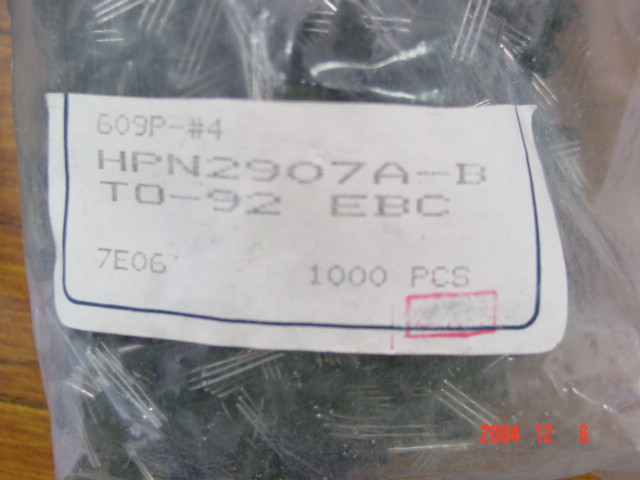 609P-#4
HPN2907A-B
TO-92 EBC
7E06 1000 PCS
2004 12 6